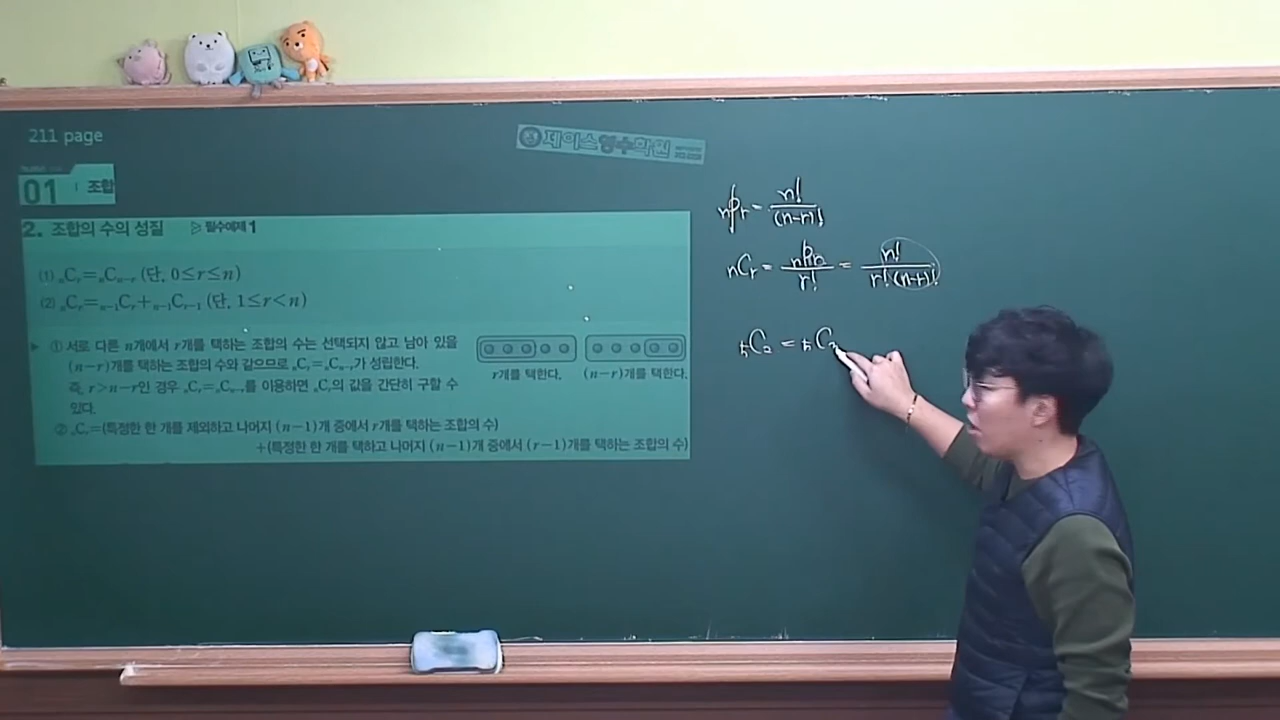 211 page
제이스영수학원
01 조합
2. 조합의 수의 성질 ▷ 필수예제 1
(1) ₙCᵣ=ₙCₙ₋ᵣ (단, 0≤r≤n)
(2) ₙCᵣ=ₙ₋₁Cᵣ+ₙ₋₁Cᵣ₋₁ (단, 1≤r<n)
▶ ① 서로 다른 n개에서 r개를 택하는 조합의 수는 선택되지 않고 남아 있을
(n-r)개를 택하는 조합의 수와 같으므로 ₙCᵣ=ₙCₙ₋ᵣ가 성립한다.
즉, r>n-r인 경우 ₙCᵣ=ₙCₙ₋ᵣ를 이용하면 ₙCᵣ의 값을 간단히 구할 수
있다.
r개를 택한다.
(n-r)개를 택한다.
② ₙCᵣ=(특정한 한 개를 제외하고 나머지 (n-1)개 중에서 r개를 택하는 조합의 수)
+(특정한 한 개를 택하고 나머지 (n-1)개 중에서 (r-1)개를 택하는 조합의 수)
nPr = n!/(n-r)!
nCr = nPr/r! = n!/r!(n-r)!
₅C₂ = ₅C₃